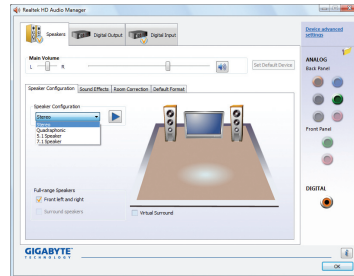 Realtek HD Audio Manager
Speakers
Digital Output
Digital Input
Device advanced settings
Main Volume
L
R
Set Default Device
ANALOG
Back Panel
Speaker Configuration
Sound Effects
Room Correction
Default Format
Speaker Configuration
Stereo
Stereo
Quadraphonic
5.1 Speaker
7.1 Speaker
Front Panel
Full-range Speakers
Front left and right
Surround speakers
Virtual Surround
DIGITAL
GIGABYTE
TECHNOLOGY
i
OK